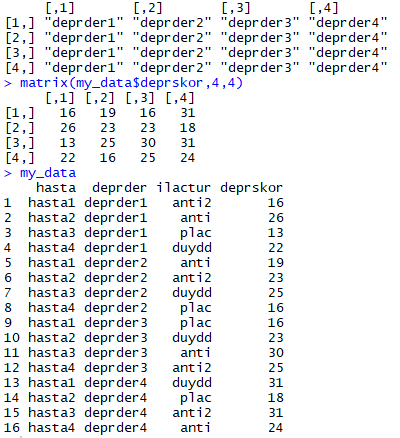 [,1] [,2] [,3] [,4]
[1,] "deprder1" "deprder2" "deprder3" "deprder4"
[2,] "deprder1" "deprder2" "deprder3" "deprder4"
[3,] "deprder1" "deprder2" "deprder3" "deprder4"
[4,] "deprder1" "deprder2" "deprder3" "deprder4"
> matrix(my_data$deprskor,4,4)
[,1] [,2] [,3] [,4]
[1,] 16 19 16 31
[2,] 26 23 23 18
[3,] 13 25 30 31
[4,] 22 16 25 24
> my_data
hasta deprder ilactur deprskor
1 hasta1 deprder1 anti2 16
2 hasta2 deprder1 anti 26
3 hasta3 deprder1 plac 13
4 hasta4 deprder1 duydd 22
5 hasta1 deprder2 anti 19
6 hasta2 deprder2 anti2 23
7 hasta3 deprder2 duydd 25
8 hasta4 deprder2 plac 16
9 hasta1 deprder3 plac 16
10 hasta2 deprder3 duydd 23
11 hasta3 deprder3 anti 30
12 hasta4 deprder3 anti2 25
13 hasta1 deprder4 duydd 31
14 hasta2 deprder4 plac 18
15 hasta3 deprder4 anti2 31
16 hasta4 deprder4 anti 24